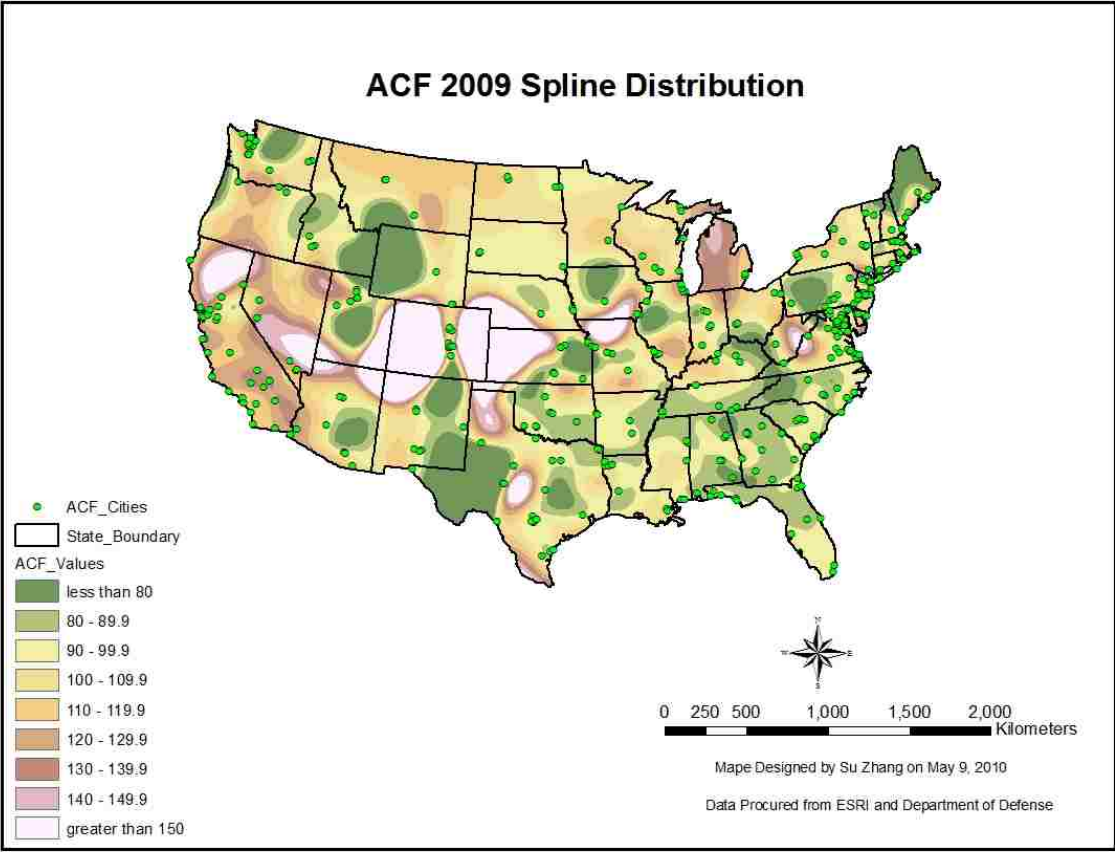 ACF 2009 Spline Distribution
ACF_Cities
State_Boundary
ACF_Values
less than 80
80 - 89.9
90 - 99.9
100 - 109.9
110 - 119.9
120 - 129.9
130 - 139.9
140 - 149.9
greater than 150
N
W E
S
0 250 500 1,000 1,500 2,000
Kilometers
Mape Designed by Su Zhang on May 9, 2010
Data Procured from ESRI and Department of Defense